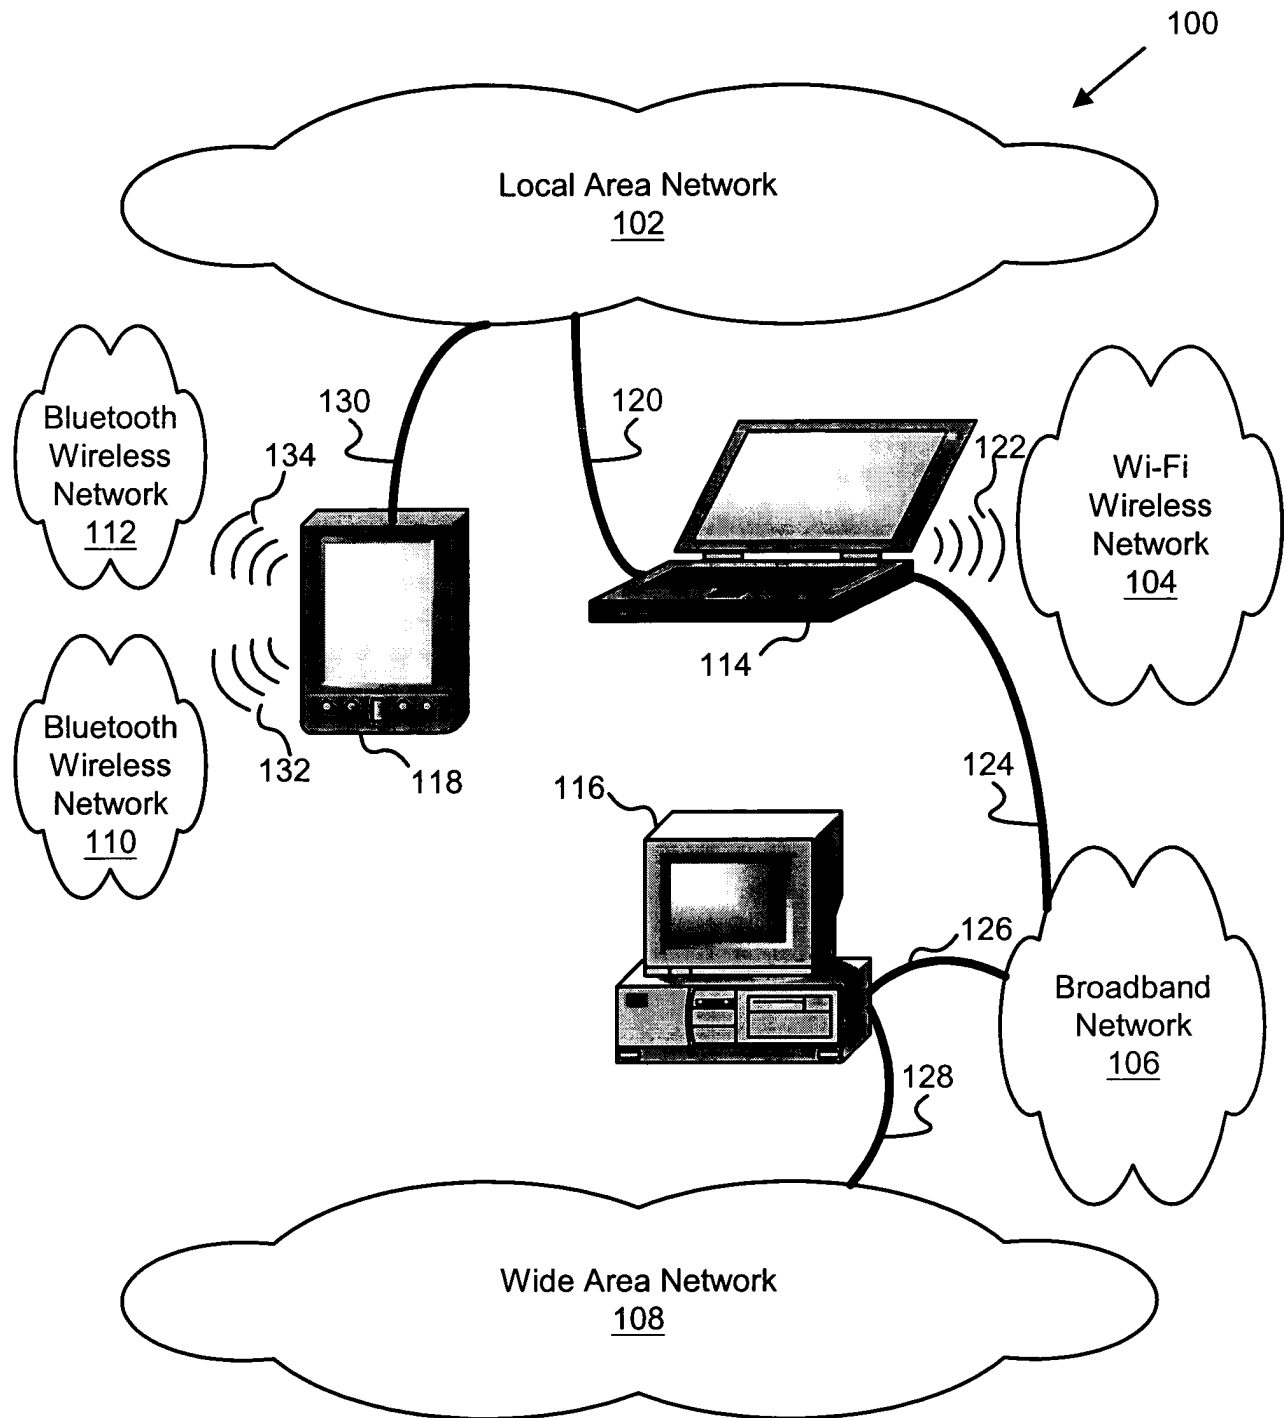 100
Local Area Network
102
Bluetooth
Wireless
Network
112
134
130
120
122
Wi-Fi
Wireless
Network
104
114
Bluetooth
Wireless
Network
110
132
118
116
124
126
Broadband
Network
106
128
Wide Area Network
108